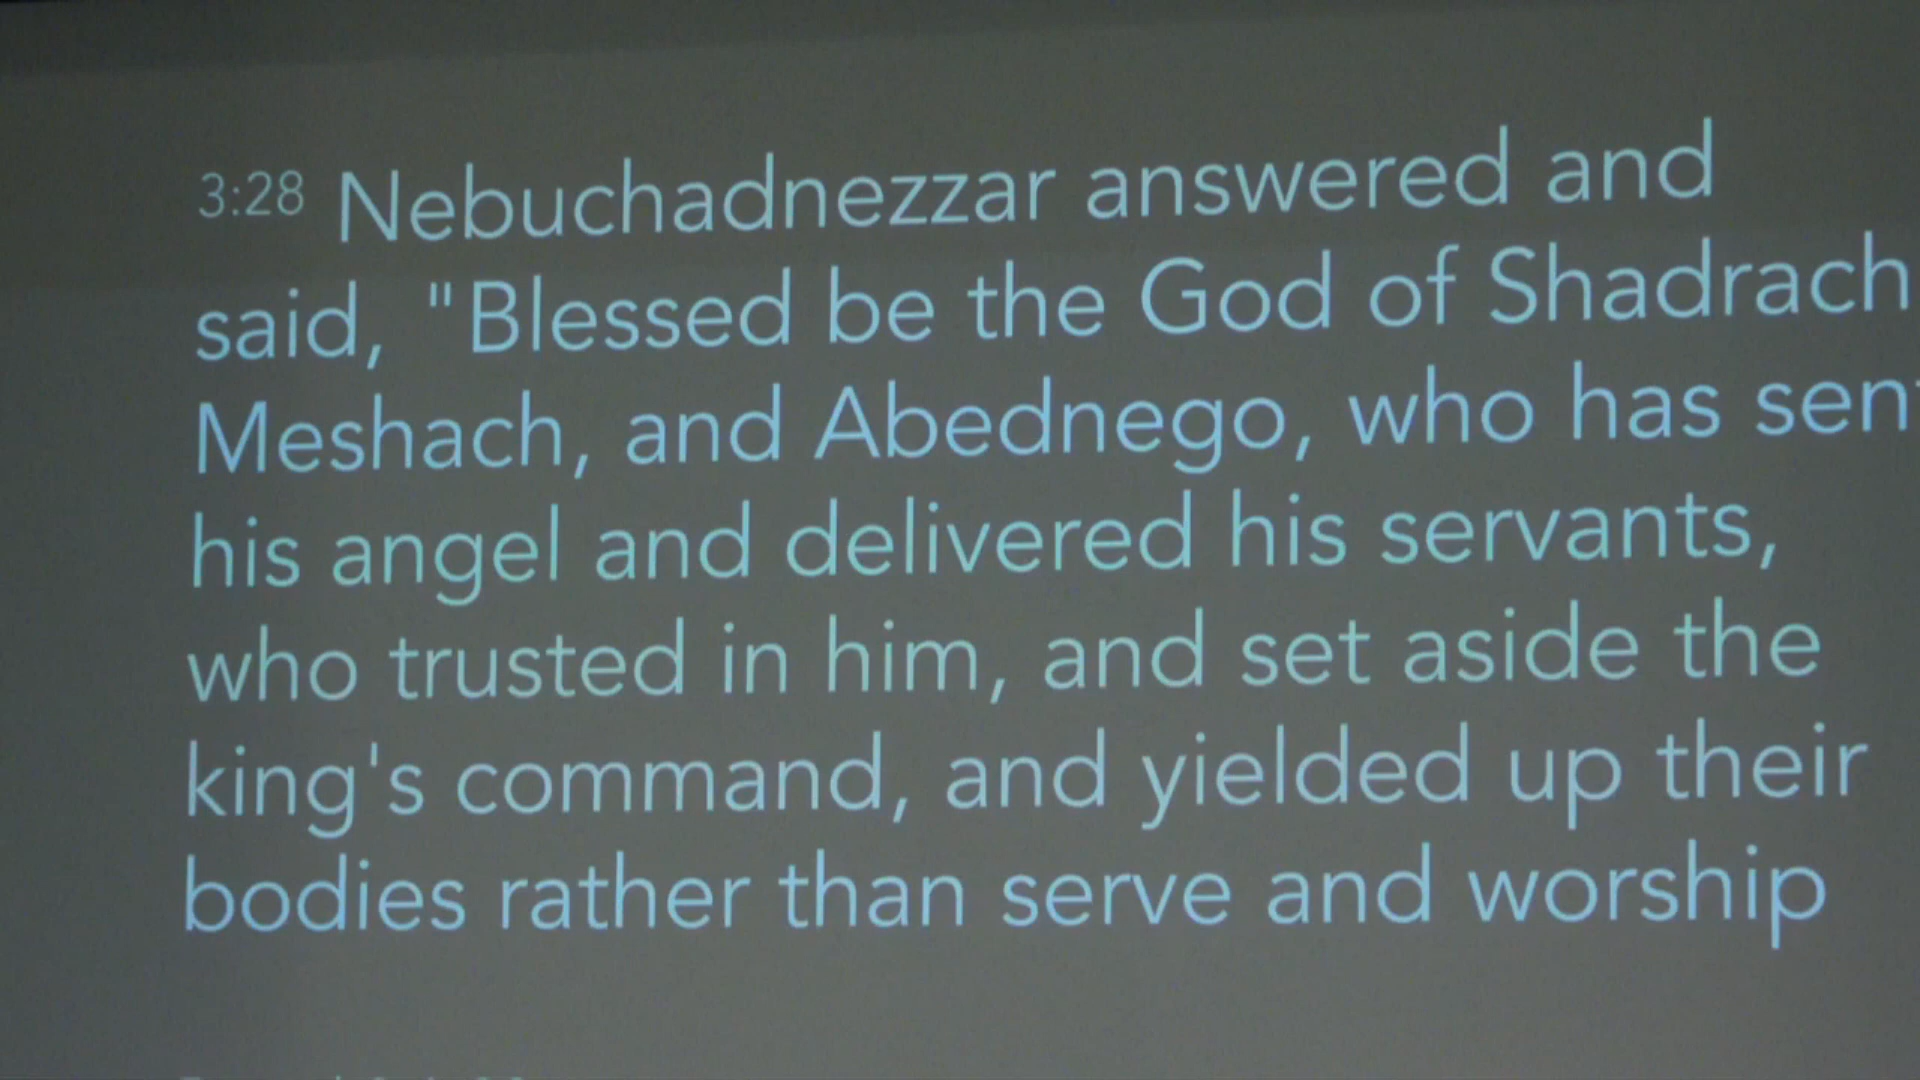 3:28 Nebuchadnezzar answered and
said, "Blessed be the God of Shadrach
Meshach, and Abednego, who has sent
his angel and delivered his servants,
who trusted in him, and set aside the
king's command, and yielded up their
bodies rather than serve and worship